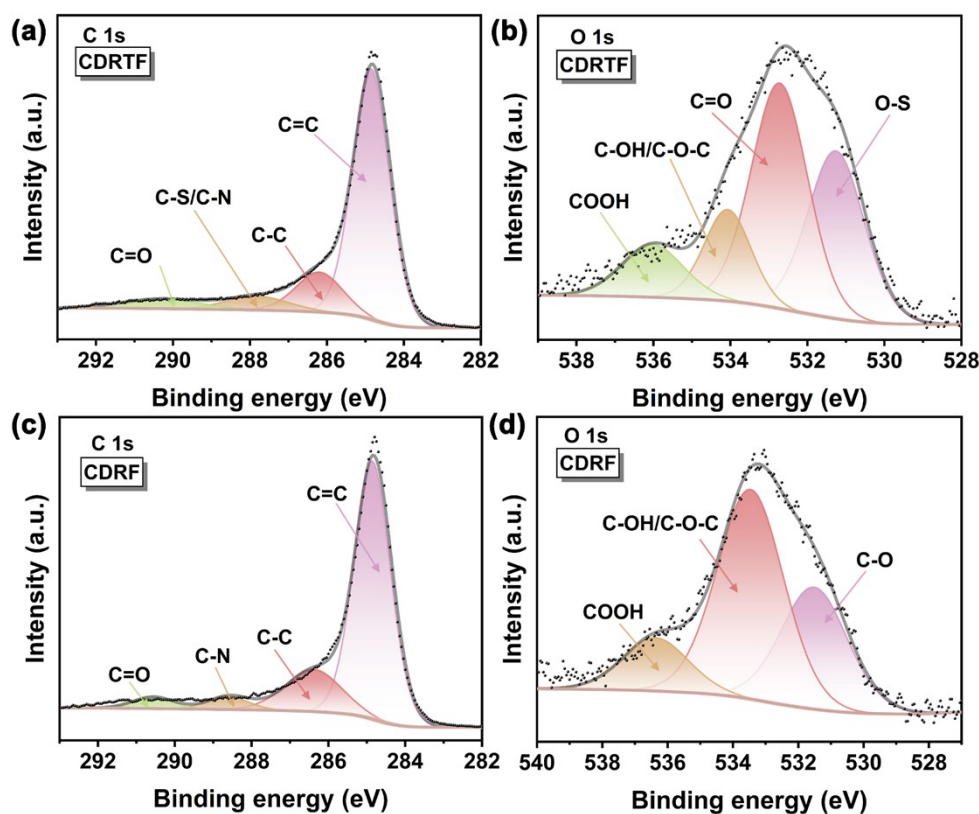 (a)
C 1s
CDRTF
C=C
C-S/C-N
C-C
C=O
Intensity (a.u.)
292 290 288 286 284 282
Binding energy (eV)
(b)
O 1s
CDRTF
C=O
O-S
C-OH/C-O-C
COOH
Intensity (a.u.)
538 536 534 532 530 528
Binding energy (eV)
(c)
C 1s
CDRF
C=C
C-C
C-N
C=O
Intensity (a.u.)
292 290 288 286 284 282
Binding energy (eV)
(d)
O 1s
CDRF
C-OH/C-O-C
C-O
COOH
Intensity (a.u.)
540 538 536 534 532 530 528
Binding energy (eV)